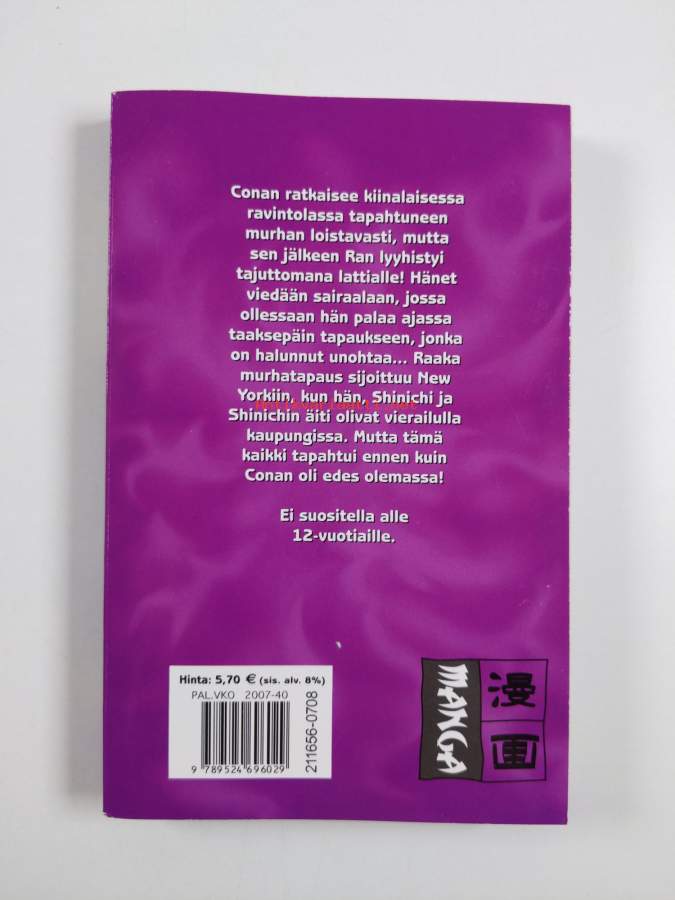 Conan ratkaisee kiinalaisessa
ravintolassa tapahtuneen
murhan loistavasti, mutta
sen jälkeen Ran lyyhistyi
tajuttomana lattialle! Hänet
viedään sairaalaan, jossa
ollessaan hän palaa ajassa
taaksepäin tapaukseen, jonka
on halunnut unohtaa... Raaka
murhatapaus sijoittuu New
Yorkiin, kun hän, Shinichi ja
Shinichin äiti olivat vierailulla
kaupungissa. Mutta tämä
kaikki tapahtui ennen kuin
Conan oli edes olemassa!
Ei suositella alle
12-vuotiaille.
Hinta: 5,70 € (sis. alv. 8%)
PAL.VKO 2007-40
9 789524 696029
211656-0708
MANGA
漫
画